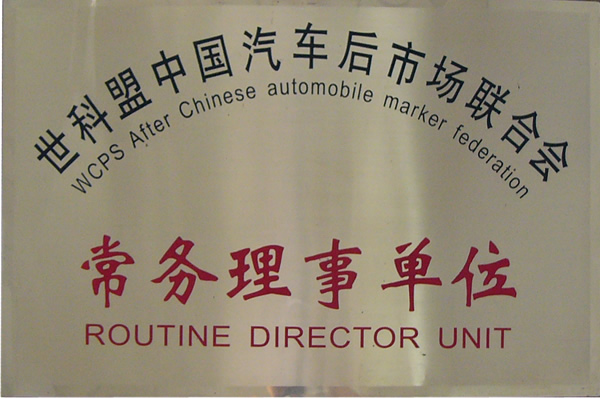 世科盟中国汽车后市场联合会
WCPS After Chinese automobile marker federation
常务理事单位
ROUTINE DIRECTOR UNIT